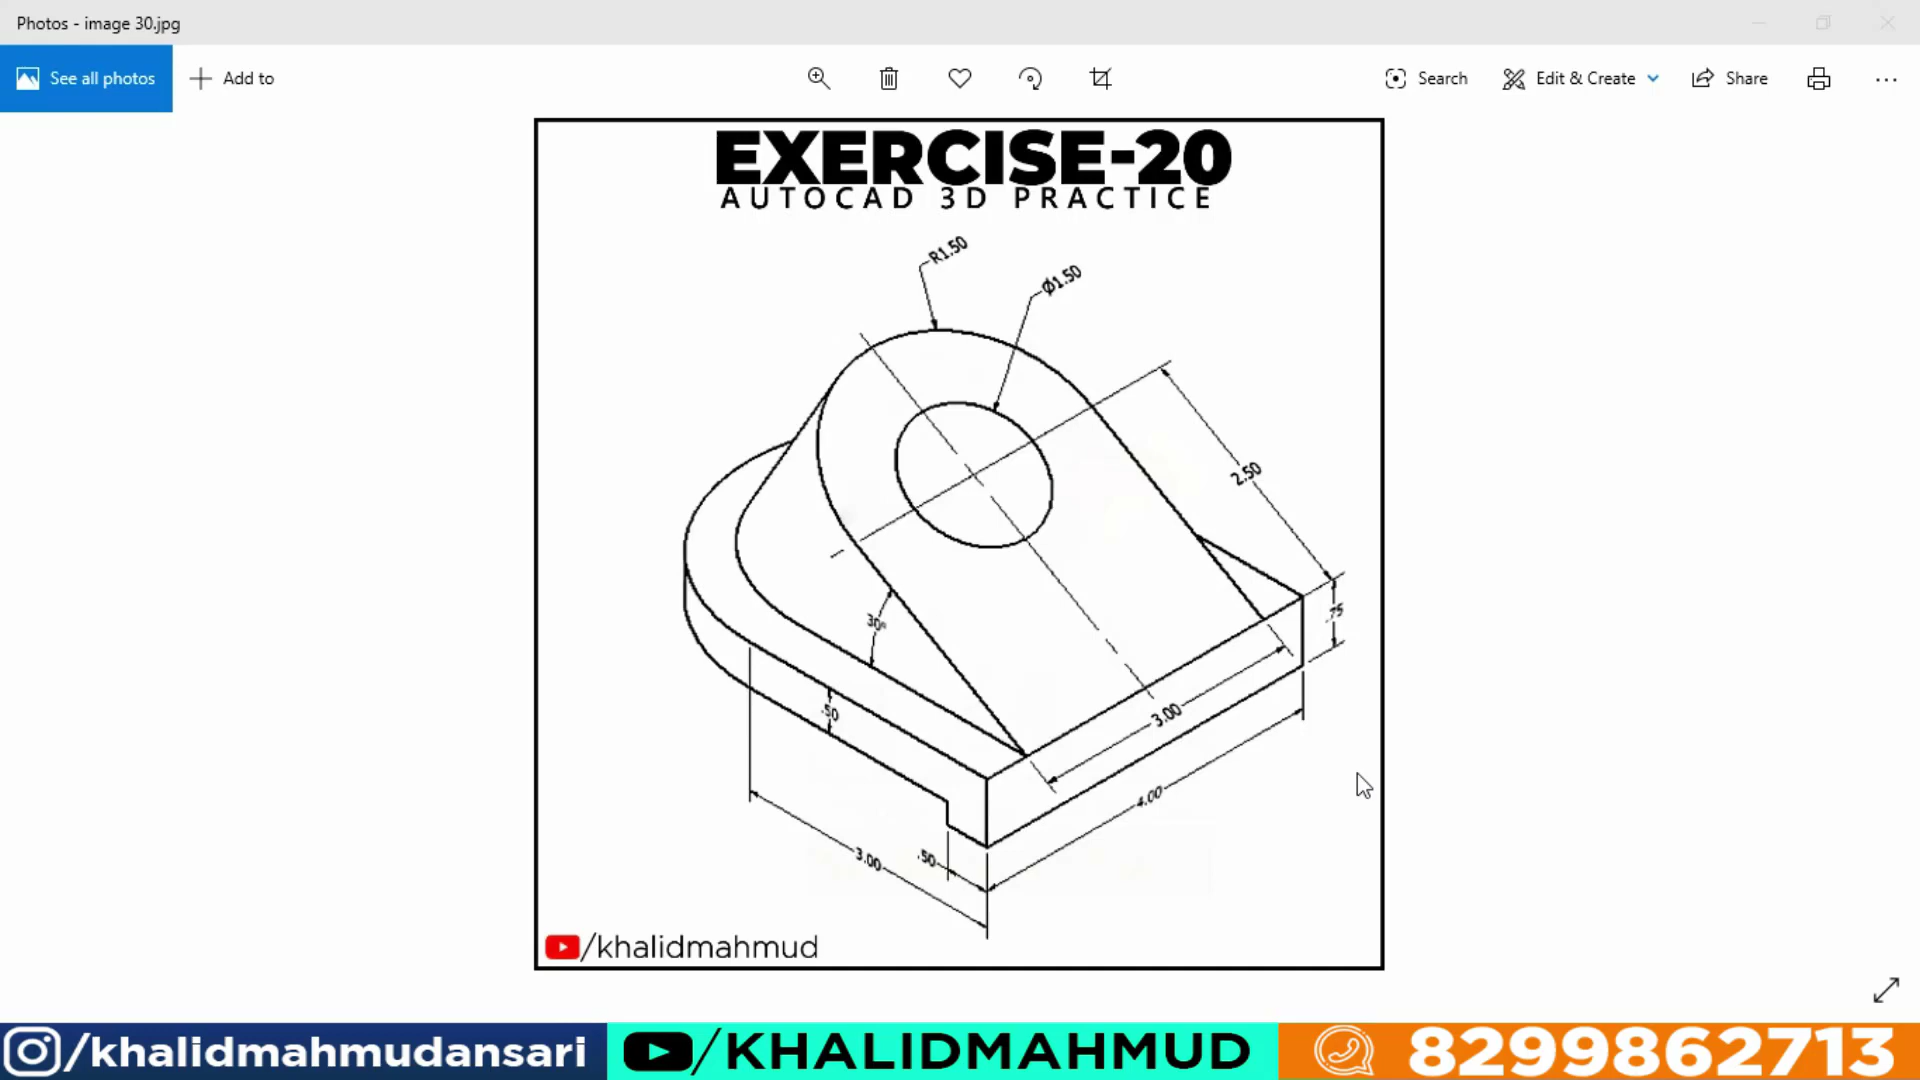 Photos - image 30.jpg
See all photos
Add to
Search
Edit & Create
Share
EXERCISE-20
AUTOCAD 3D PRACTICE
R1.50
Ø1.50
2.50
.75
30°
.50
3.00
4.00
.50
3.00
/khalidmahmud
/khalidmahmudansari
/KHALIDMAHMUD
8299862713